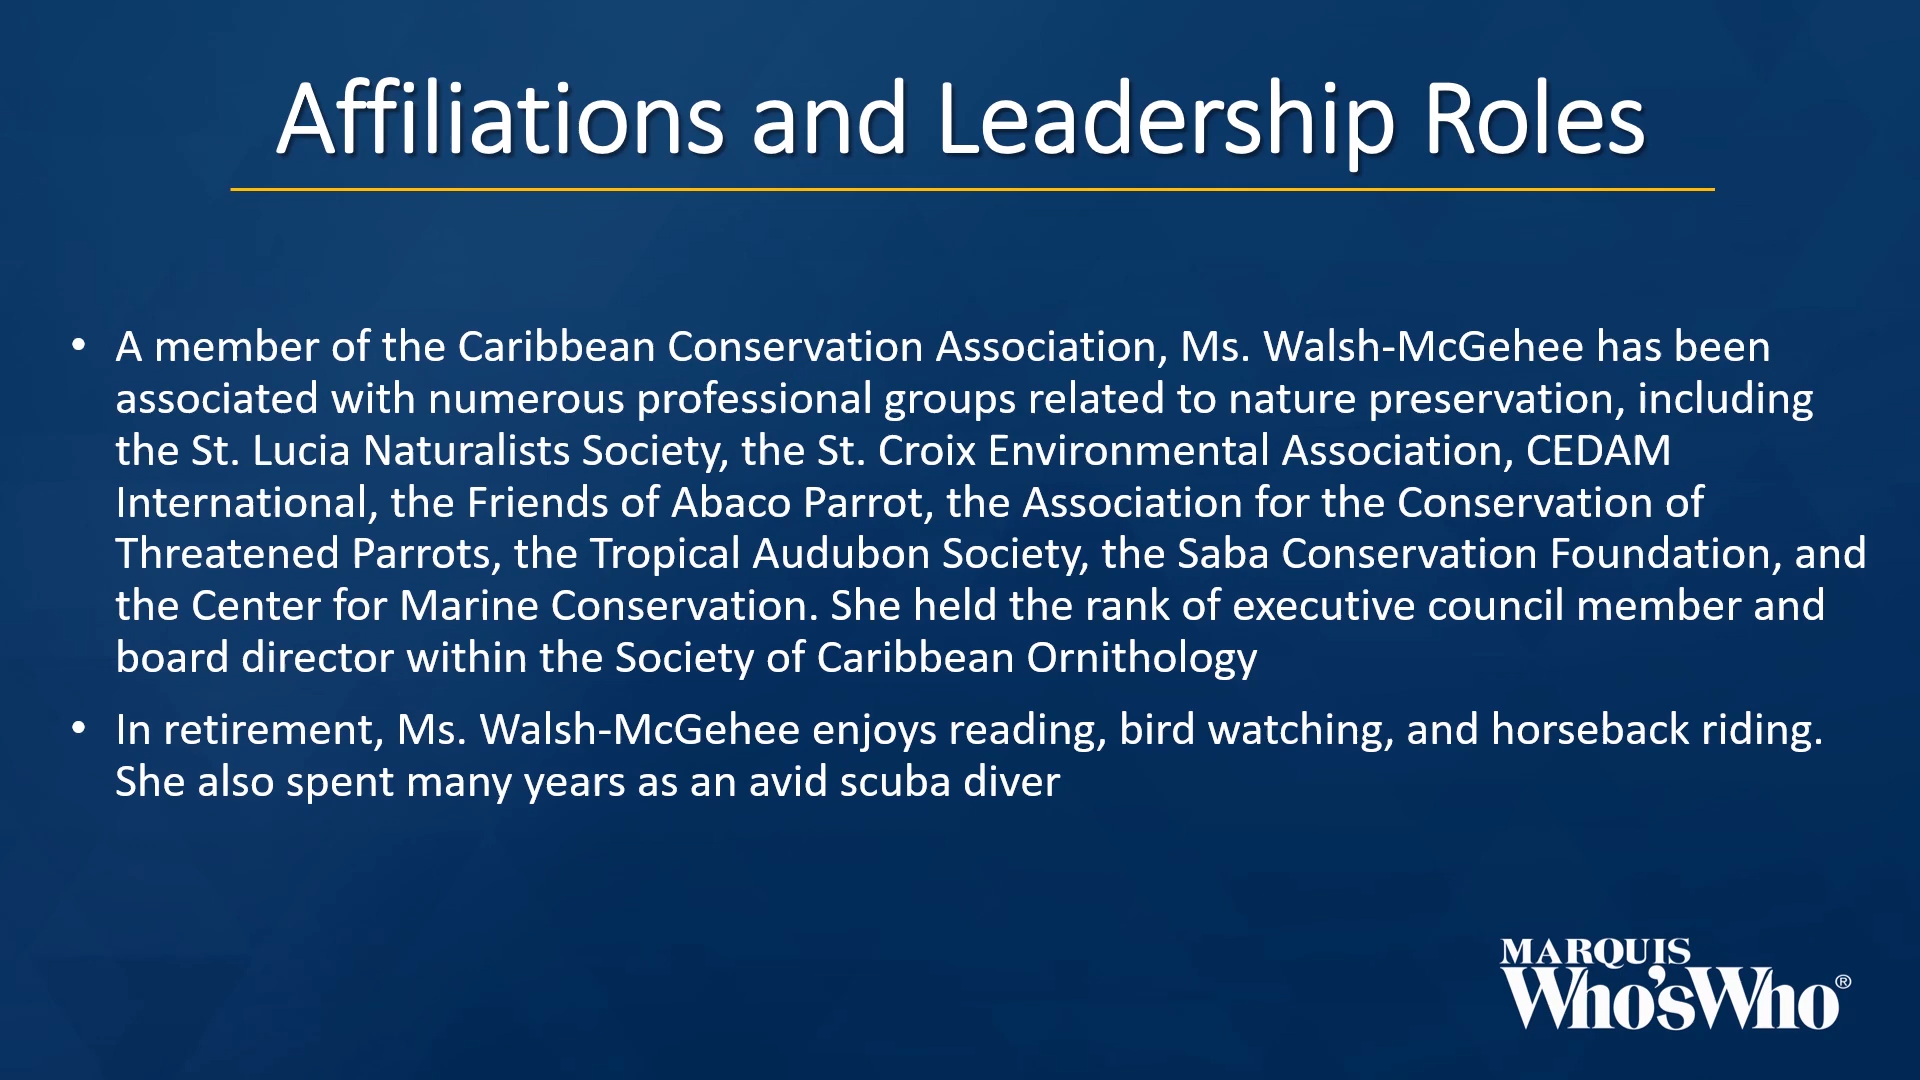 Affiliations and Leadership Roles
• A member of the Caribbean Conservation Association, Ms. Walsh-McGehee has been
associated with numerous professional groups related to nature preservation, including
the St. Lucia Naturalists Society, the St. Croix Environmental Association, CEDAM
International, the Friends of Abaco Parrot, the Association for the Conservation of
Threatened Parrots, the Tropical Audubon Society, the Saba Conservation Foundation, and
the Center for Marine Conservation. She held the rank of executive council member and
board director within the Society of Caribbean Ornithology
• In retirement, Ms. Walsh-McGehee enjoys reading, bird watching, and horseback riding.
She also spent many years as an avid scuba diver
MARQUIS
Who'sWho®